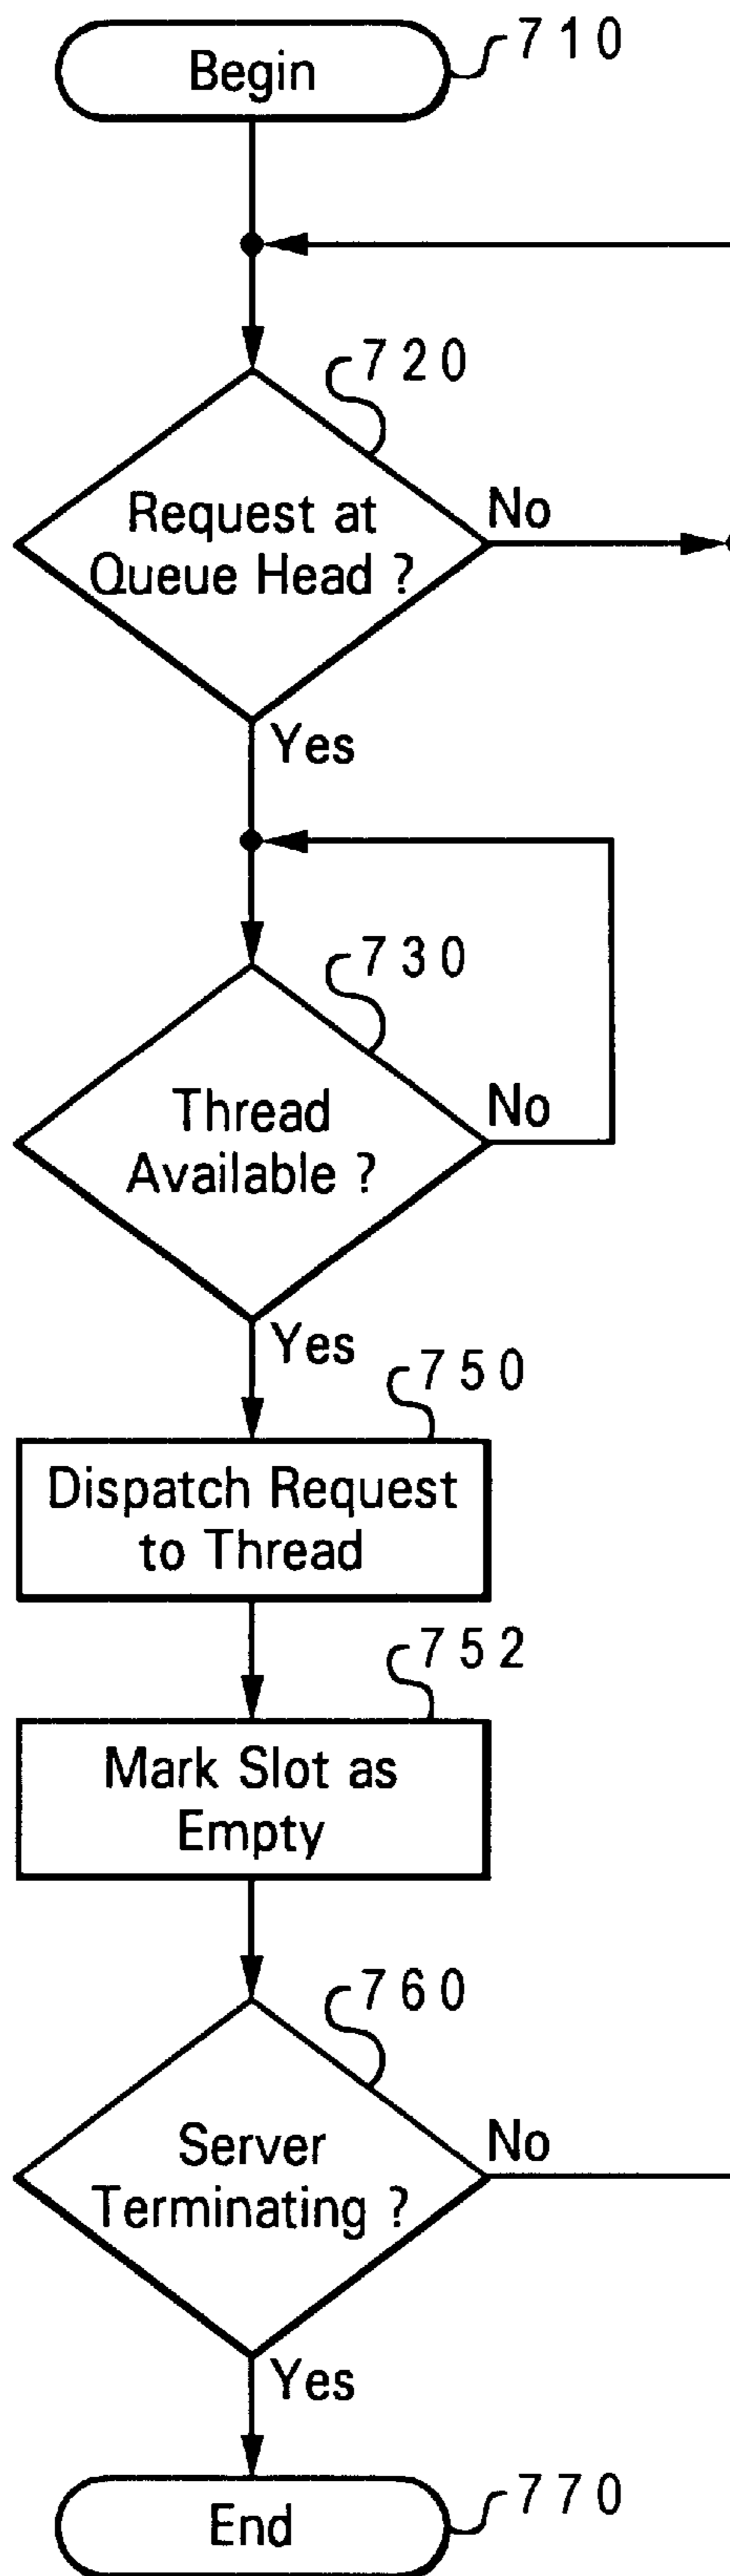 Begin
710
720
Request at
Queue Head ?
No
Yes
730
Thread
Available ?
No
Yes
750
Dispatch Request
to Thread
752
Mark Slot as
Empty
760
Server
Terminating ?
No
Yes
End
770